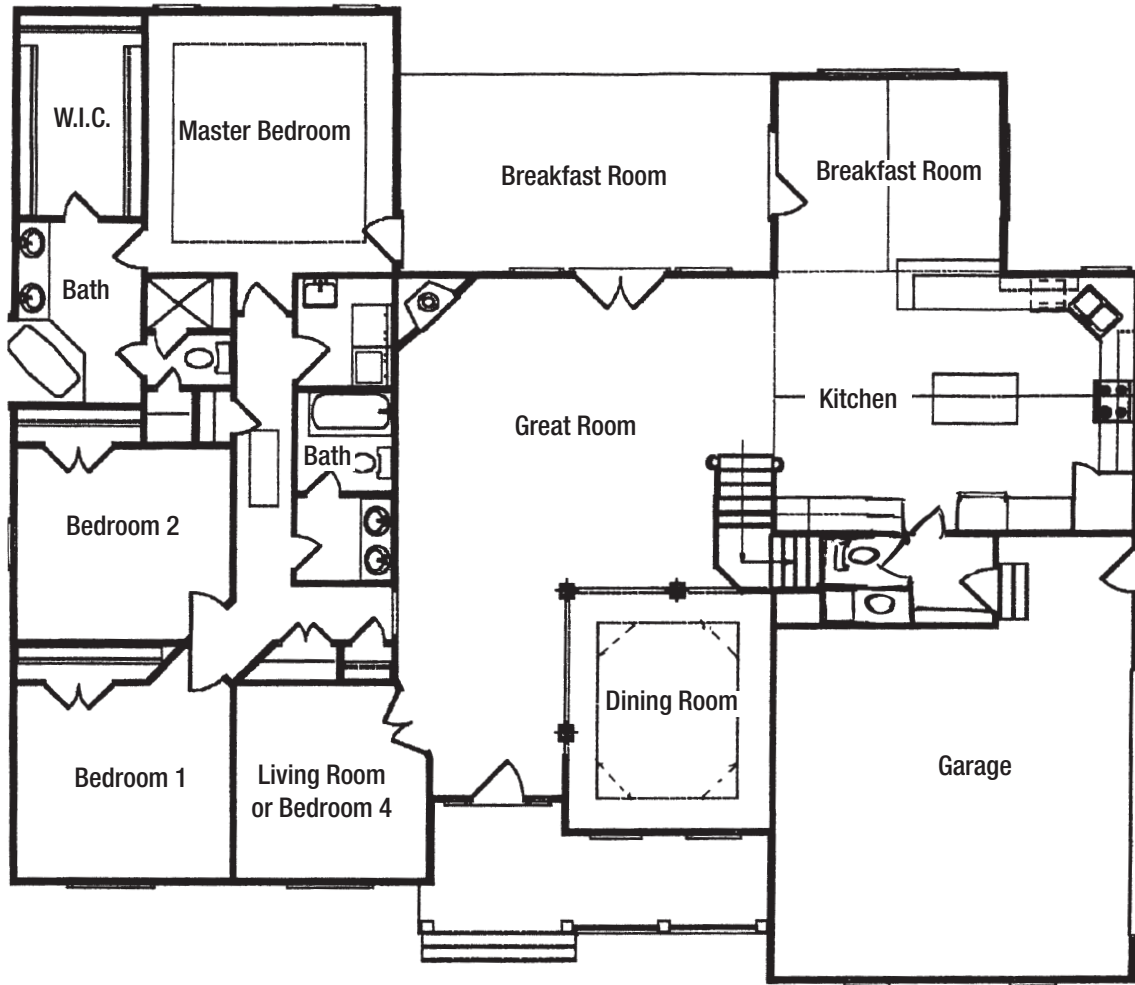 W.I.C.
Master Bedroom
Breakfast Room
Breakfast Room
Bath
Kitchen
Great Room
Bath
Bedroom 2
Dining Room
Bedroom 1
Living Room
or Bedroom 4
Garage